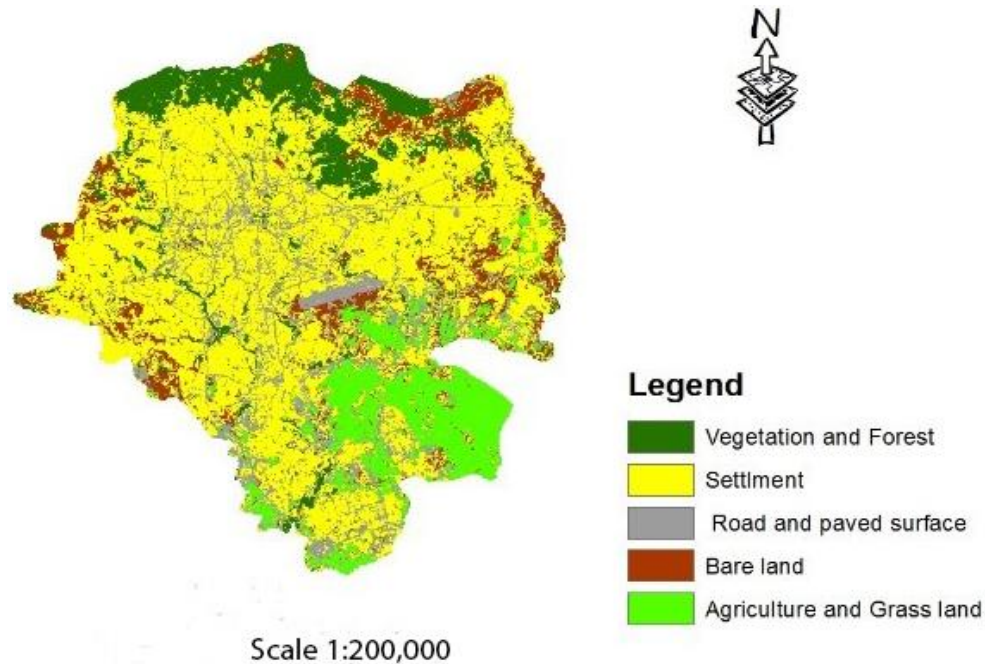 N
Legend
Vegetation and Forest
Settlment
Road and paved surface
Bare land
Agriculture and Grass land
Scale 1:200,000